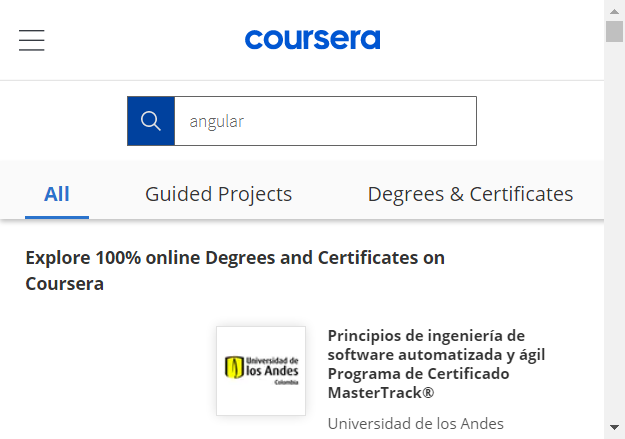 coursera
angular
All Guided Projects Degrees & Certificates
Explore 100% online Degrees and Certificates on
Coursera
Universidad de
los Andes
Colombia
Principios de ingeniería de
software automatizada y ágil
Programa de Certificado
MasterTrack®
Universidad de los Andes